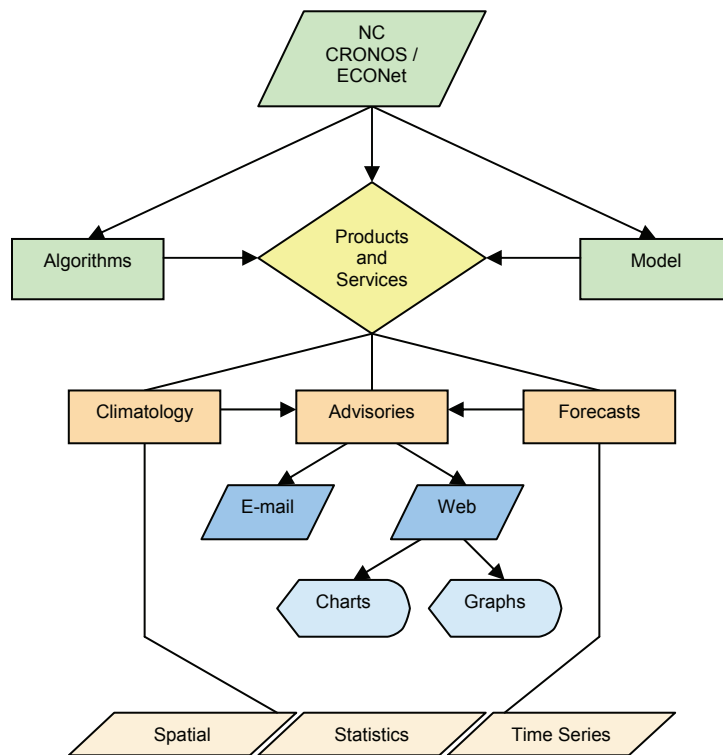 NC
CRONOS /
ECONet
Algorithms
Products
and
Services
Model
Climatology
Advisories
Forecasts
E-mail
Web
Charts
Graphs
Spatial
Statistics
Time Series